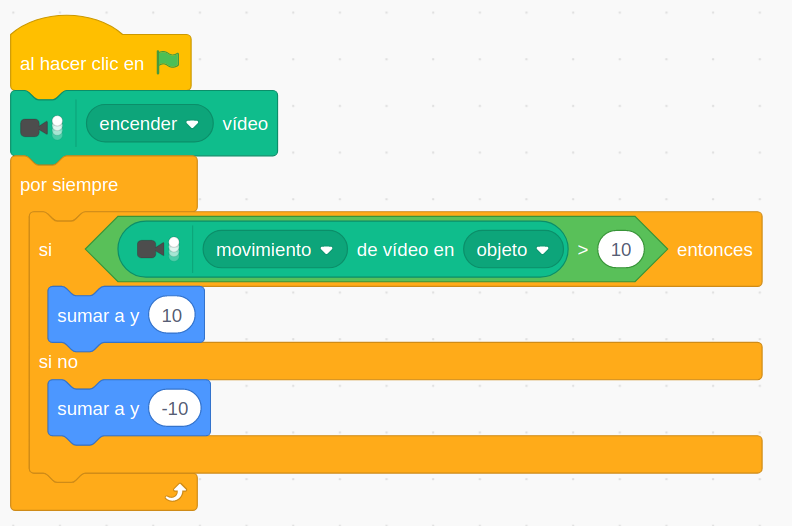 al hacer clic en
encender vídeo
por siempre
si movimiento de vídeo en objeto > 10 entonces
sumar a y 10
si no
sumar a y -10